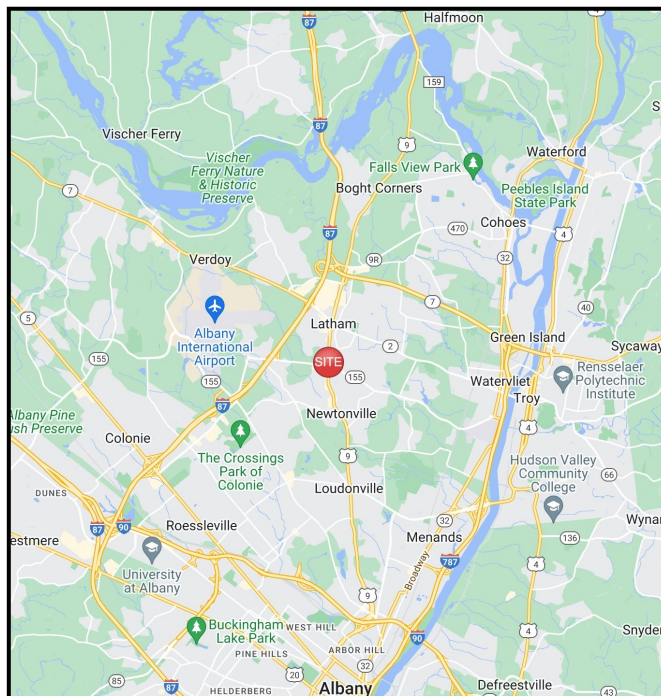 Halfmoon
87
159
Vischer Ferry
87
9
Waterford
Vischer
Ferry Nature
& Historic
Preserve
Falls View Park
7
Boght Corners
Peebles Island
State Park
470
Cohoes
87
4
Verdoy
9R
32
7
40
Albany
International
Airport
Latham
5
2
Green Island
Sycaway
155
SITE
155
155
Watervliet
Rensselaer
Polytechnic
Institute
Troy
87
Newtonville
Albany Pine
ush Preserve
4
Colonie
The Crossings
Park of
Colonie
9
Hudson Valley
Community
College
66
DUNES
Loudonville
87
90
Roessleville
32
Wynan
estmere
Menands
136
University
at Albany
787
4
Broadway
9
Buckingham
Lake Park
WEST HILL
90
4
Snyder
PINE HILLS
ARBOR HILL
32
20
85
87
HELDERBERG
Albany
Defreestville
43